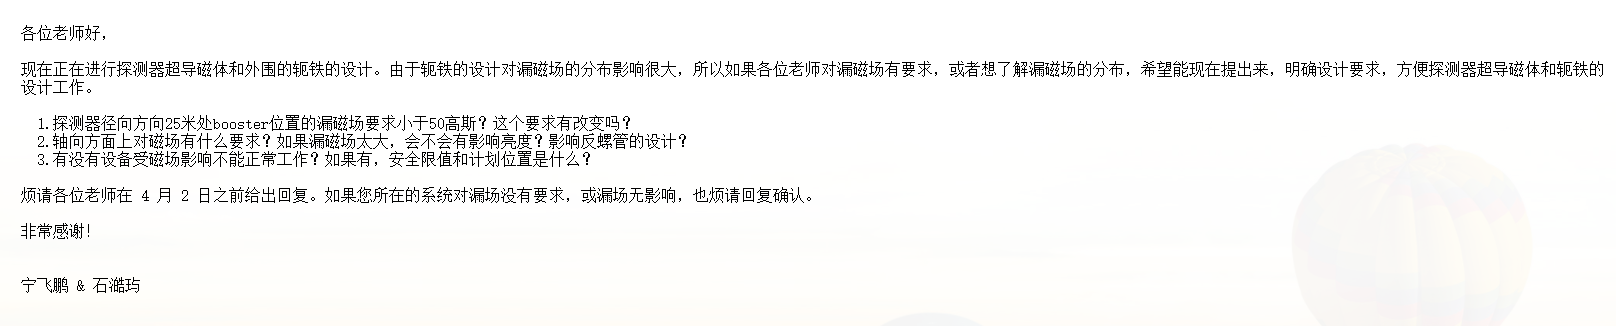 各位老师好，
现在正在进行探测器超导磁体和外围的轭铁的设计。由于轭铁的设计对漏磁场的分布影响很大，所以如果各位老师对漏磁场有要求，或者想了解漏磁场的分布，希望能现在提出来，明确设计要求，方便探测器超导磁体和轭铁的
设计工作。
1.探测器径向方向25米处booster位置的漏磁场要求小于50高斯？这个要求有改变吗？
2.轴向方面上对磁场有什么要求？如果漏磁场太大，会不会有影响亮度？影响反螺管的设计？
3.有没有设备受磁场影响不能正常工作？如果有，安全限值和计划位置是什么？
烦请各位老师在 4 月 2 日之前给出回复。如果您所在的系统对漏场没有要求，或漏场无影响，也烦请回复确认。
非常感谢！
宁飞鹏 & 石澔玙